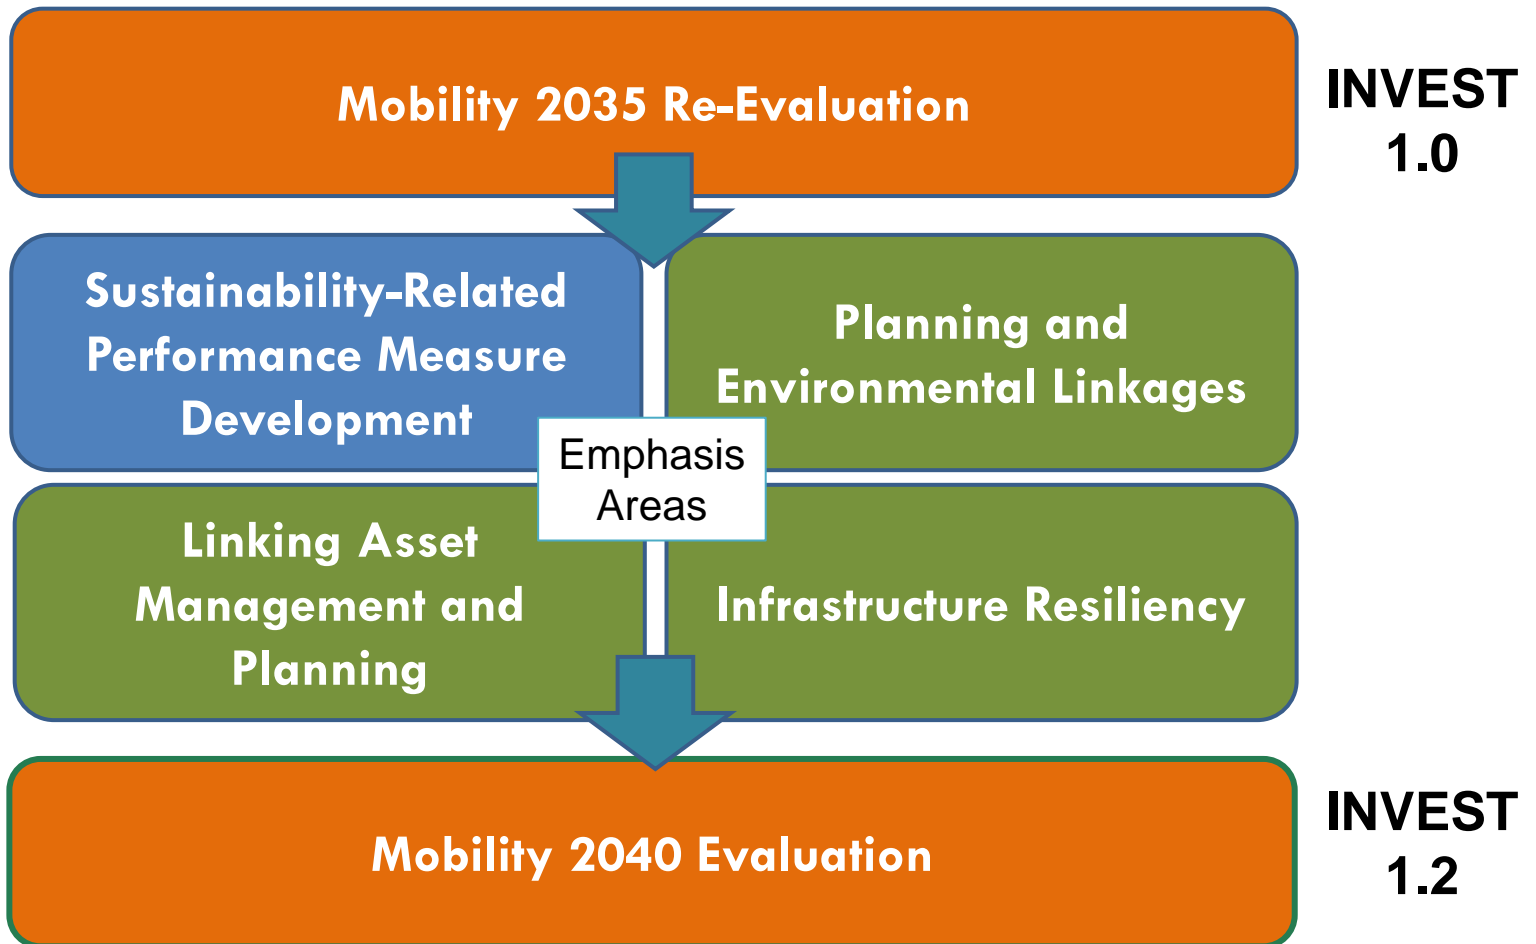 Mobility 2035 Re-Evaluation
INVEST
1.0
Sustainability-Related
Performance Measure
Development
Planning and
Environmental Linkages
Emphasis
Areas
Linking Asset
Management and
Planning
Infrastructure Resiliency
Mobility 2040 Evaluation
INVEST
1.2